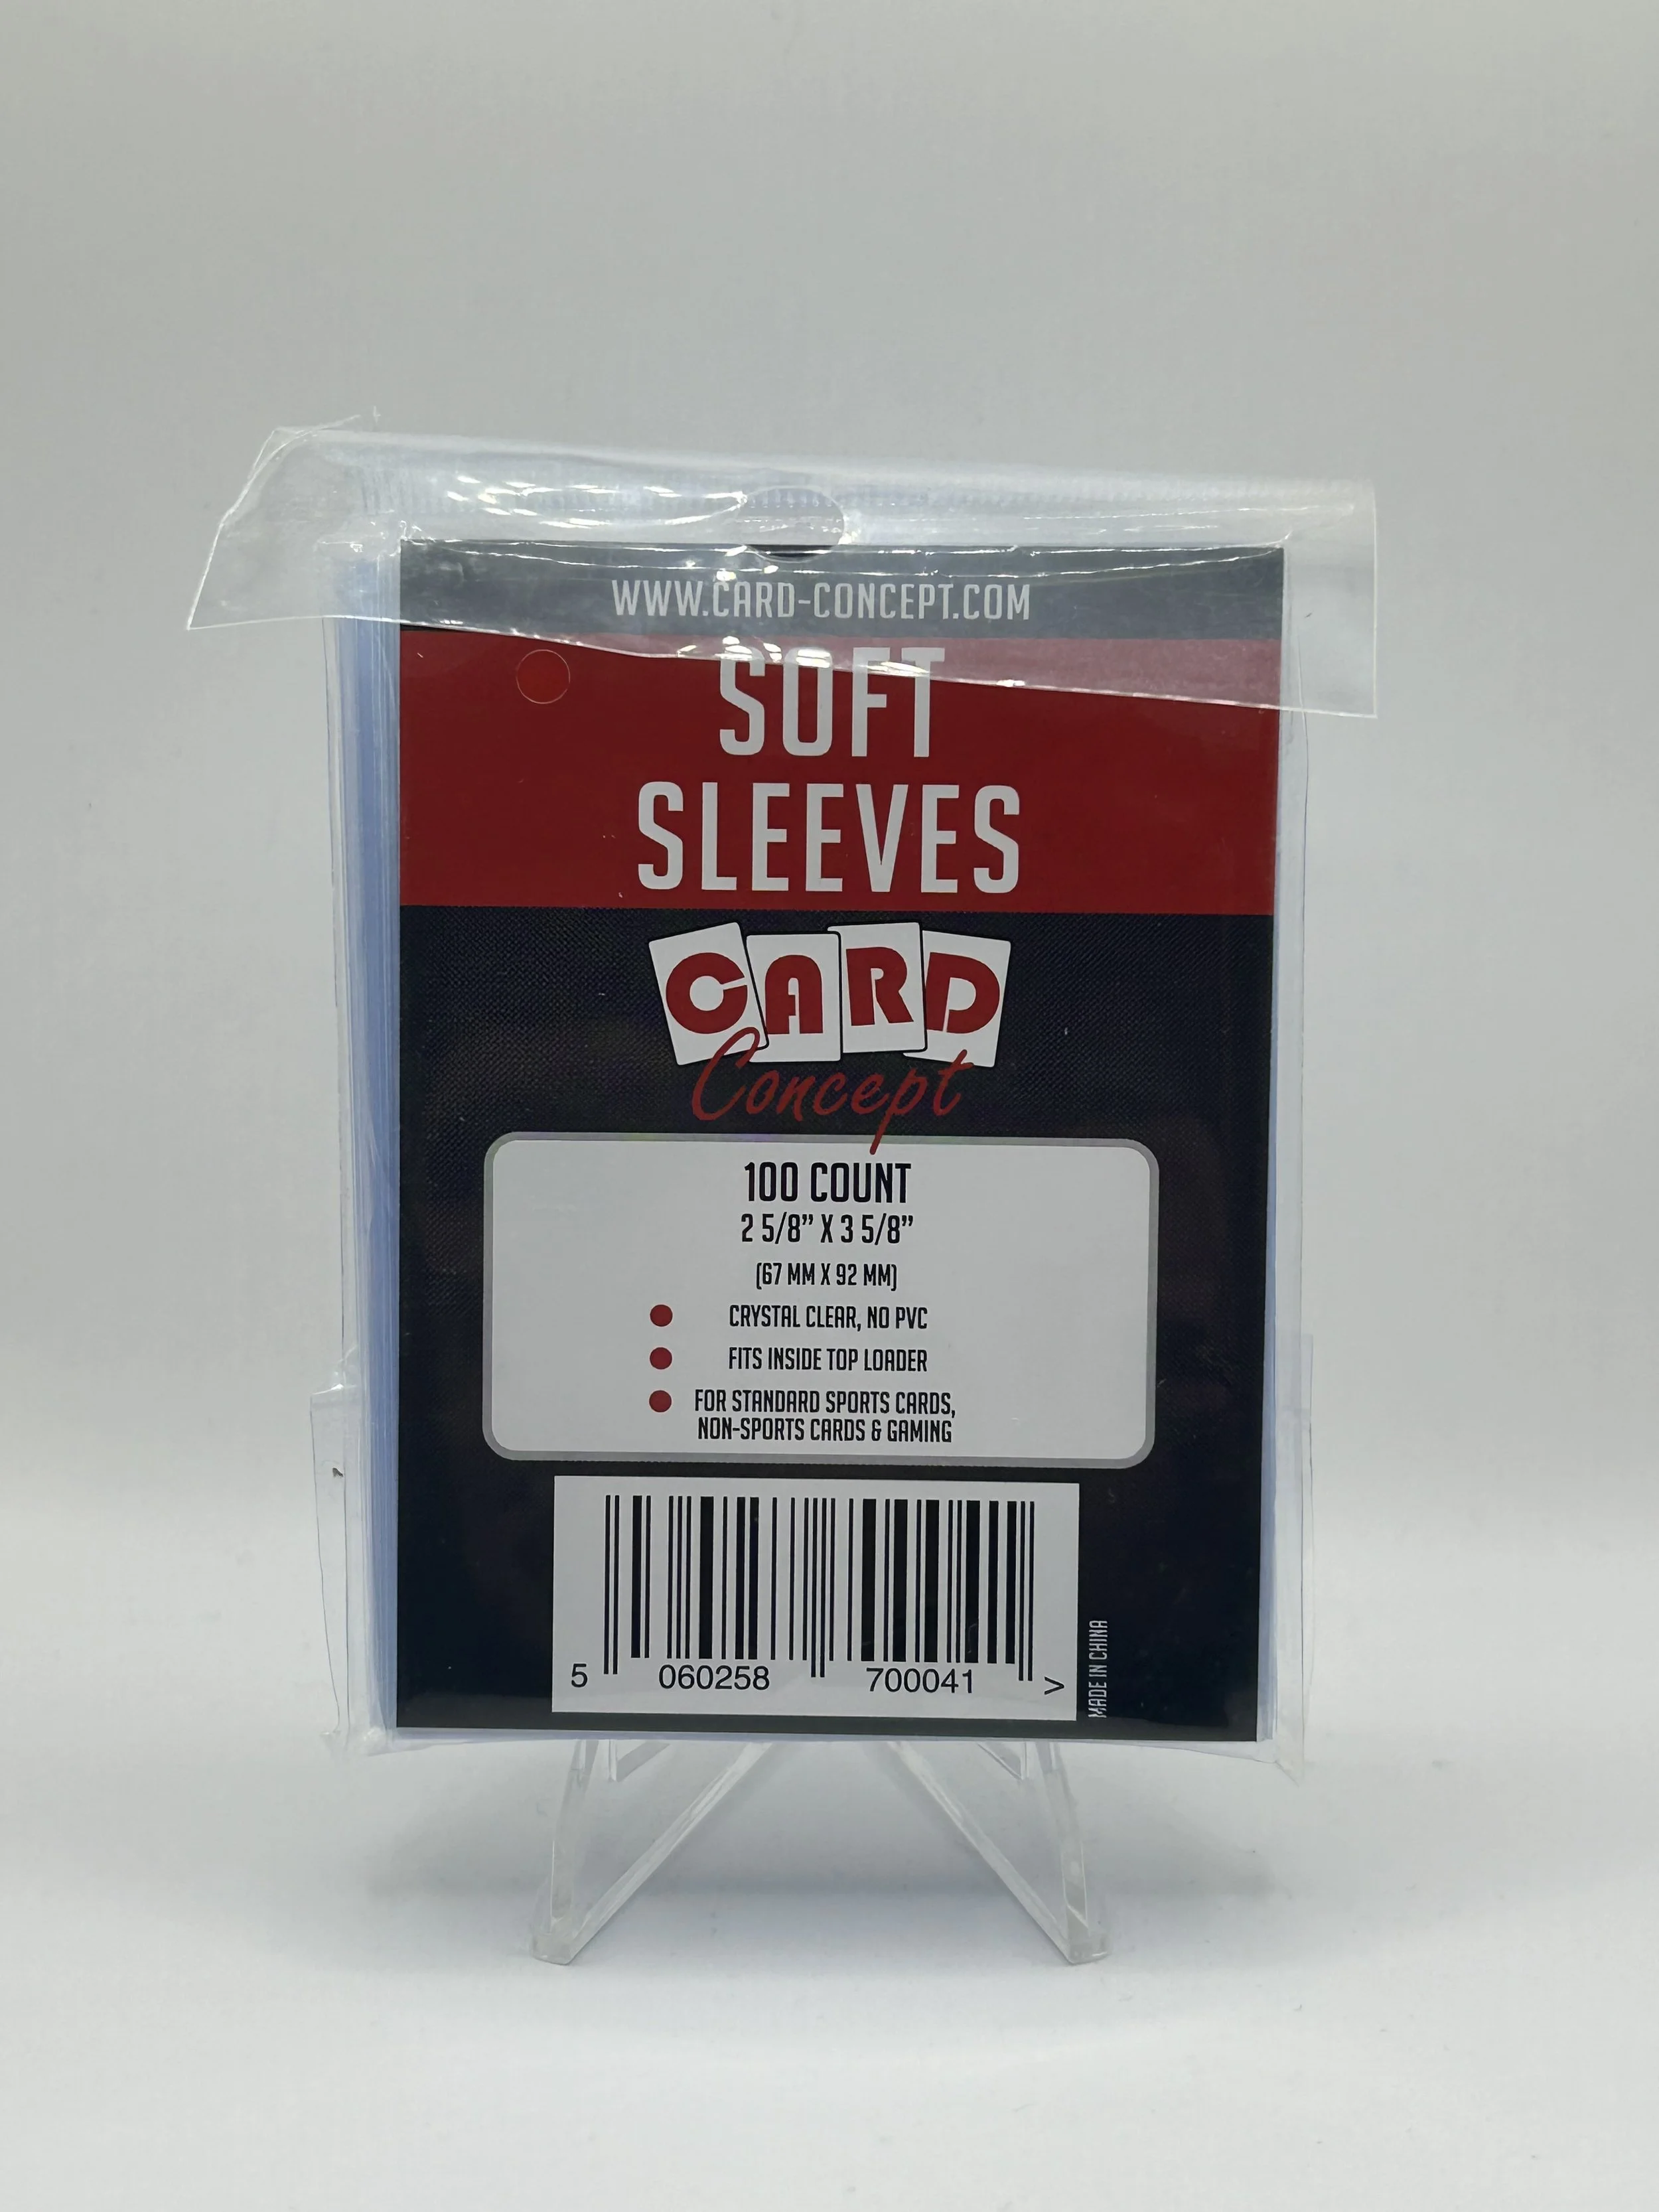 WWW.CARD-CONCEPT.COM
SOFT
SLEEVES
CARD
Concept
100 COUNT
2 5/8” X 3 5/8”
(67 MM X 92 MM)
CRYSTAL CLEAR, NO PVC
FITS INSIDE TOP LOADER
FOR STANDARD SPORTS CARDS,
NON-SPORTS CARDS & GAMING
5 060258 700041 >
MADE IN CHINA